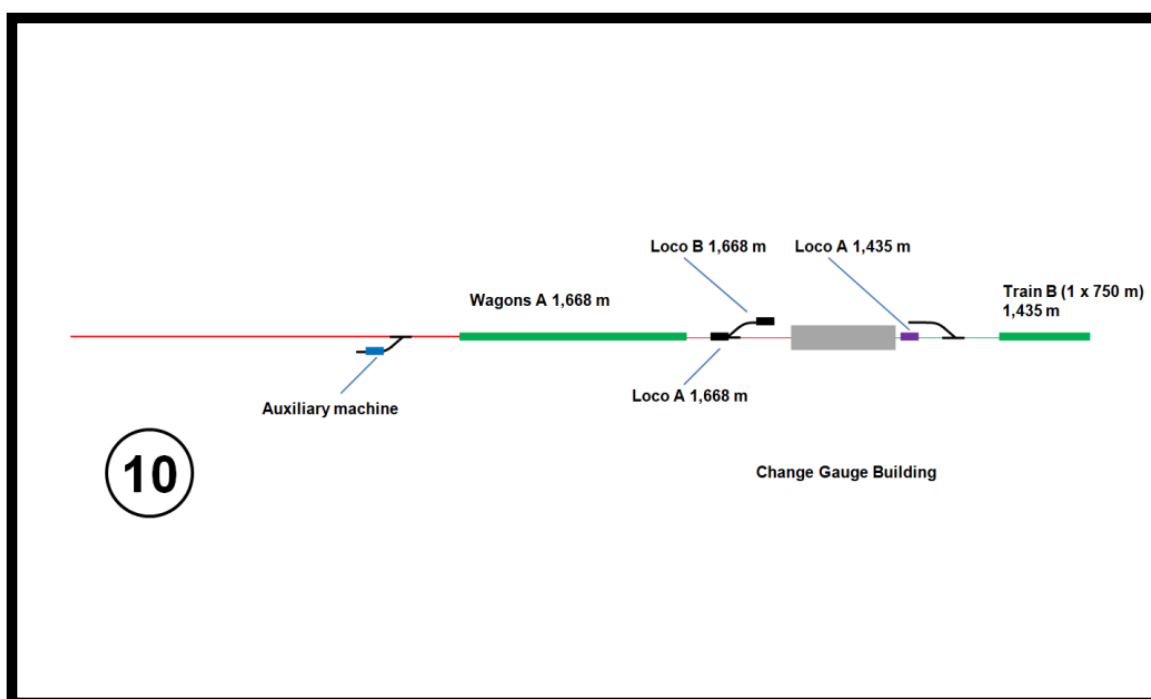 Loco B 1,668 m
Loco A 1,435 m
Wagons A 1,668 m
Train B (1 x 750 m)
1,435 m
Loco A 1,668 m
Auxiliary machine
10
Change Gauge Building